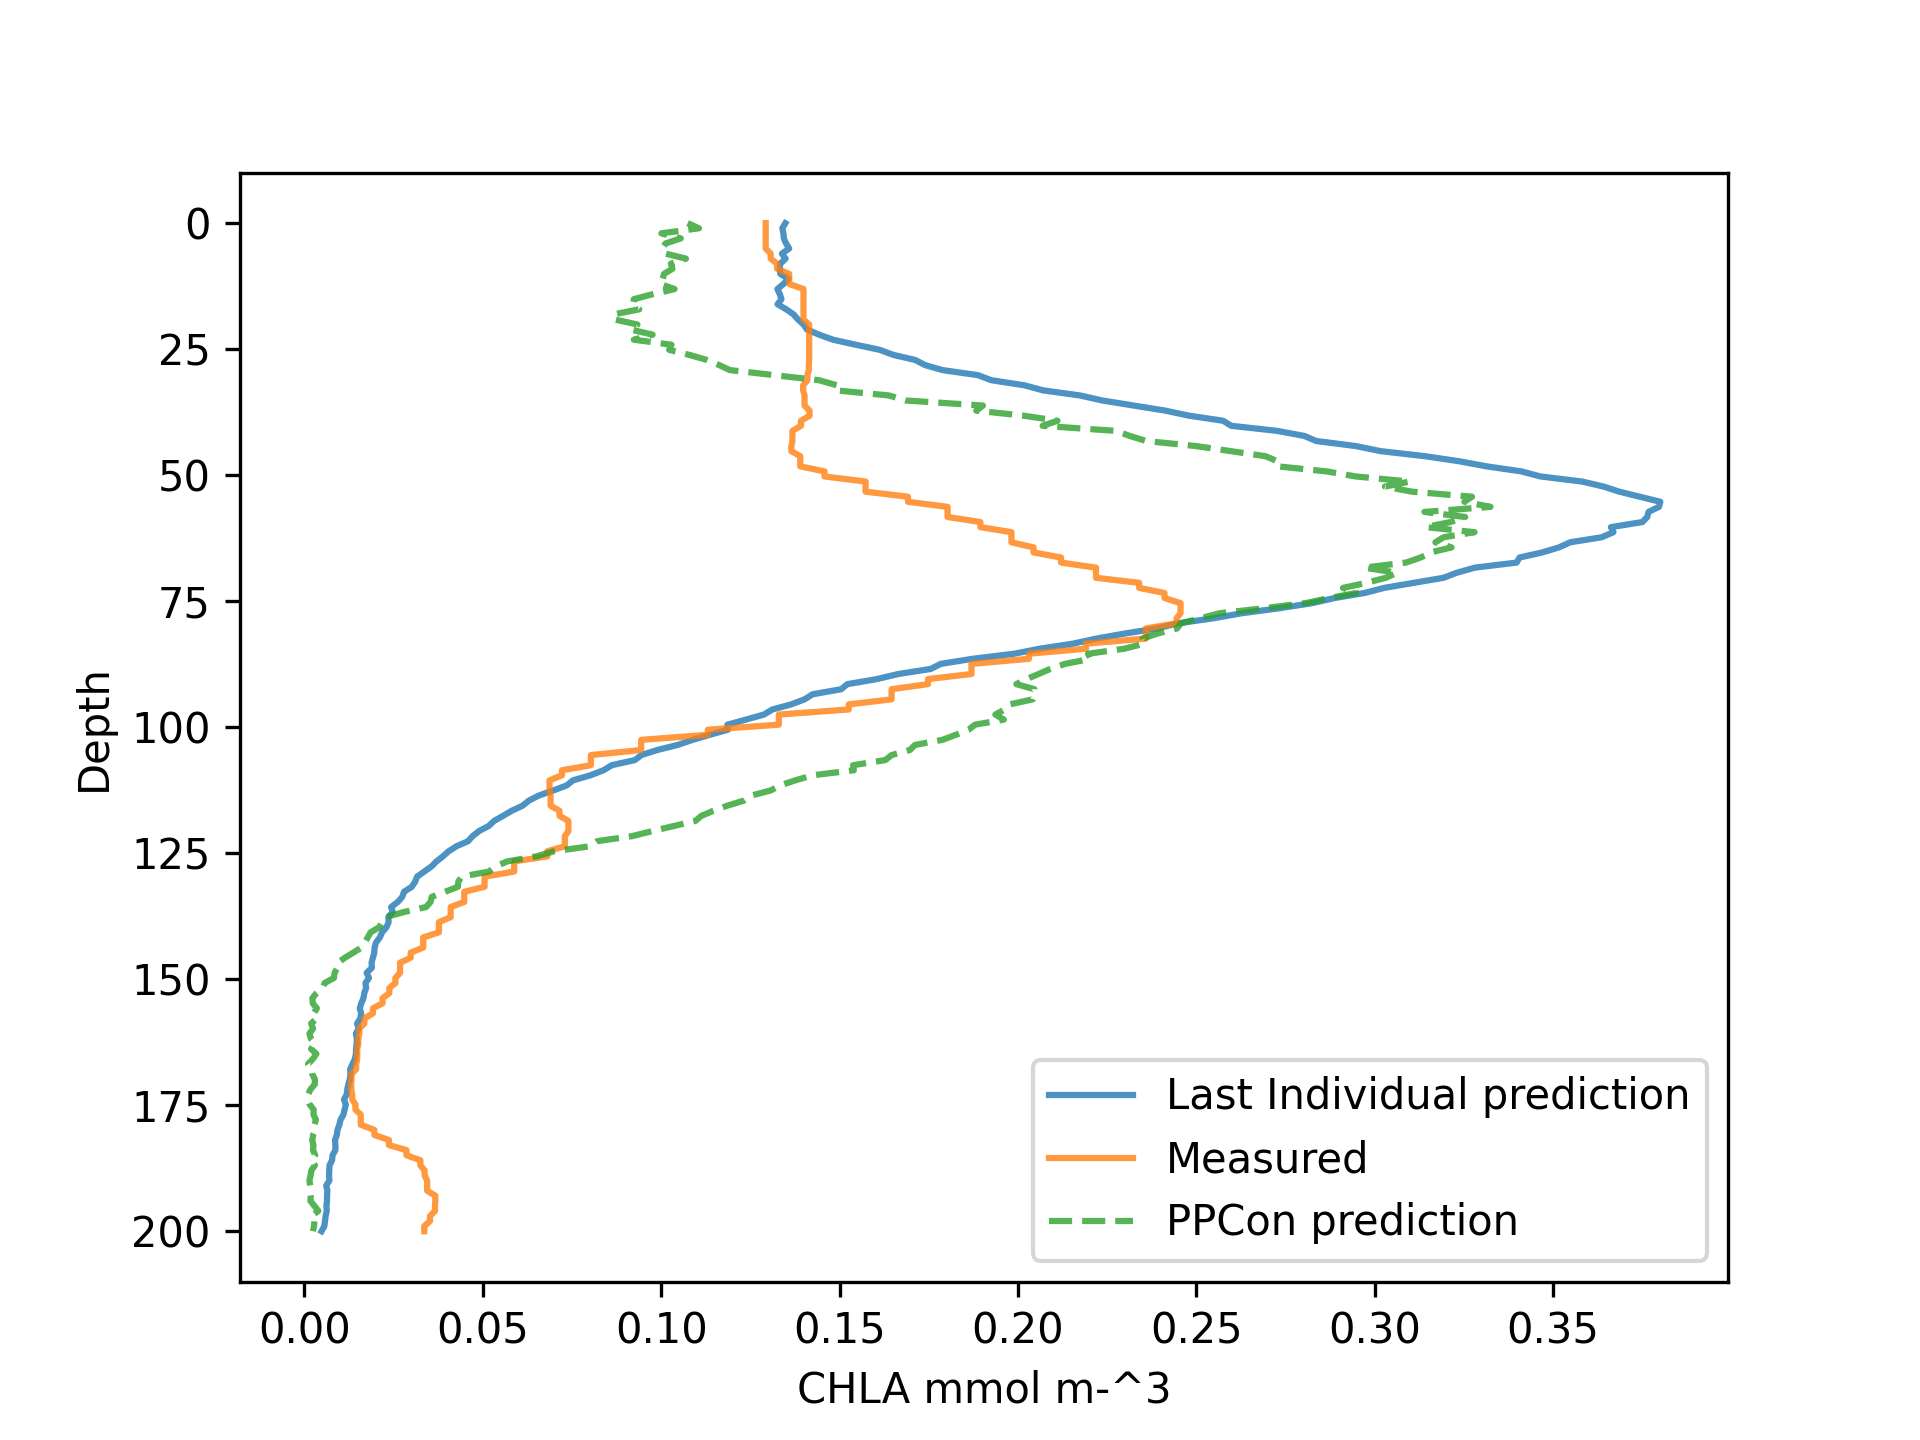 0
25
50
75
100
125
150
175
200
Depth
0.00 0.05 0.10 0.15 0.20 0.25 0.30 0.35
CHLA mmol m-^3
Last Individual prediction
Measured
PPCon prediction